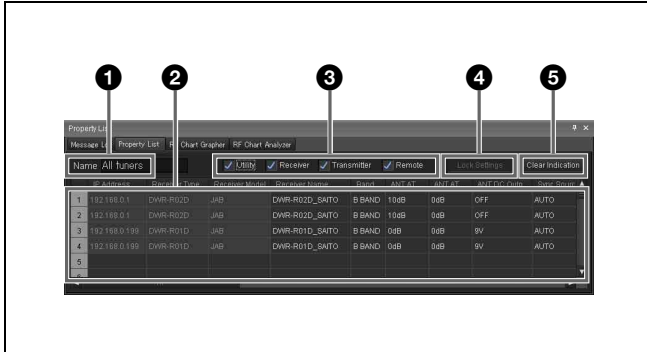 1 2 3 4 5
Property List
Message Lo Property List R Chart Grapher RF Chart Analyzer
Name All tuners Utility Receiver Transmitter Remote Lock Settings Clear Indication
IP Address Receiver Type Receiver Model Receiver Name Band ANT AT ANT AT ANT DC Outp Sync Sourc
1 192.168.0.1 DWR-R02D JAB DWR-R02D_SAITO B BAND 10dB 0dB OFF AUTO
2 192.168.0.1 DWR-R02D JAB DWR-R02D_SAITO B BAND 10dB 0dB OFF AUTO
3 192.168.0.199 DWR-R01D JAB DWR-R01D_SAITO B BAND 0dB 0dB 9V AUTO
4 192.168.0.199 DWR-R01D JAB DWR-R01D_SAITO B BAND 0dB 0dB 9V AUTO
5